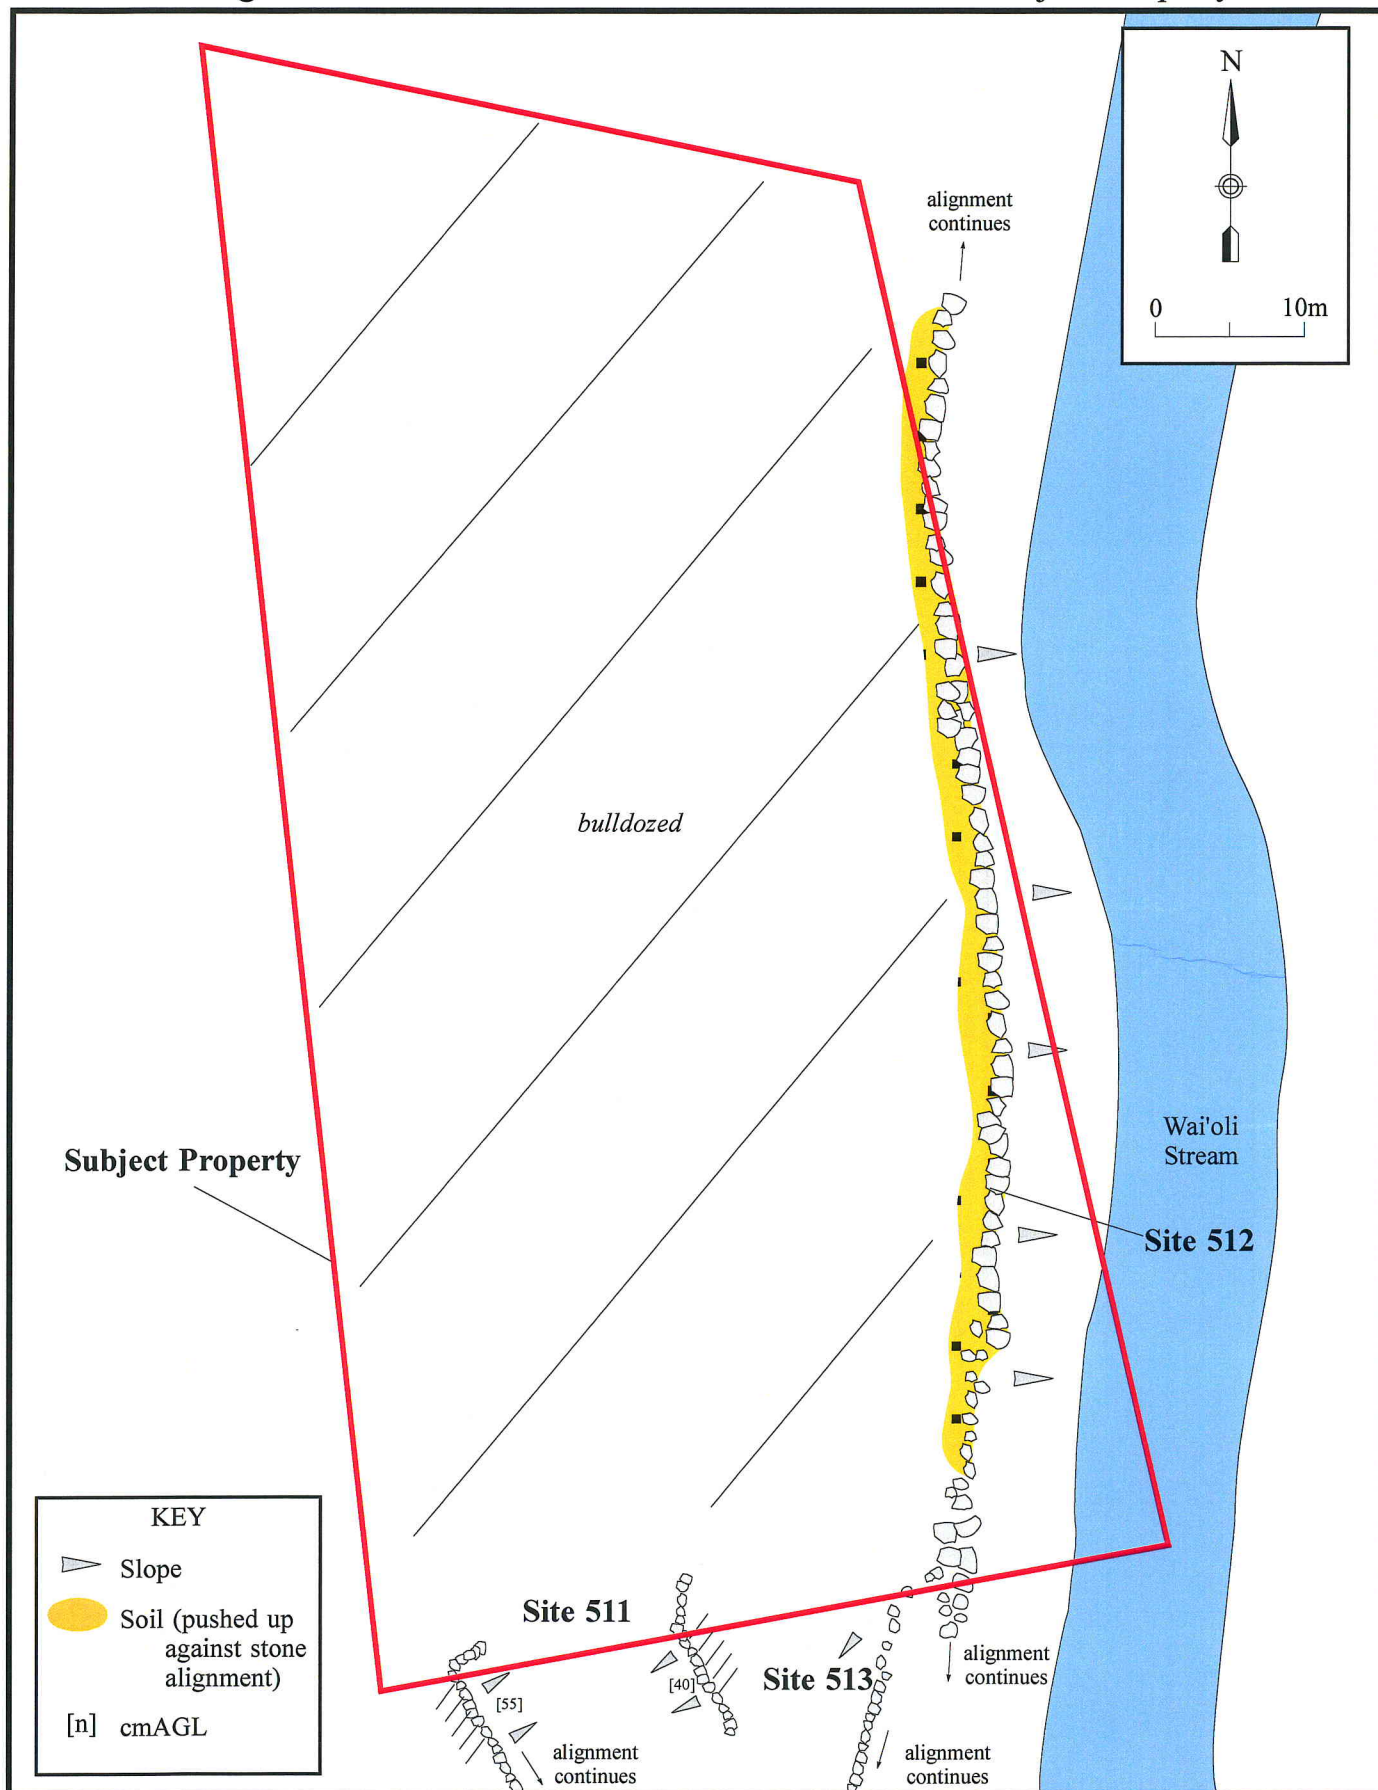 N
0 10m
alignment
continues
bulldozed
Subject Property
Wai'oli
Stream
Site 512
KEY
Slope
Soil (pushed up
against stone
alignment)
[n] cmAGL
Site 511
[55]
[40]
Site 513
alignment
continues
alignment
continues
alignment
continues